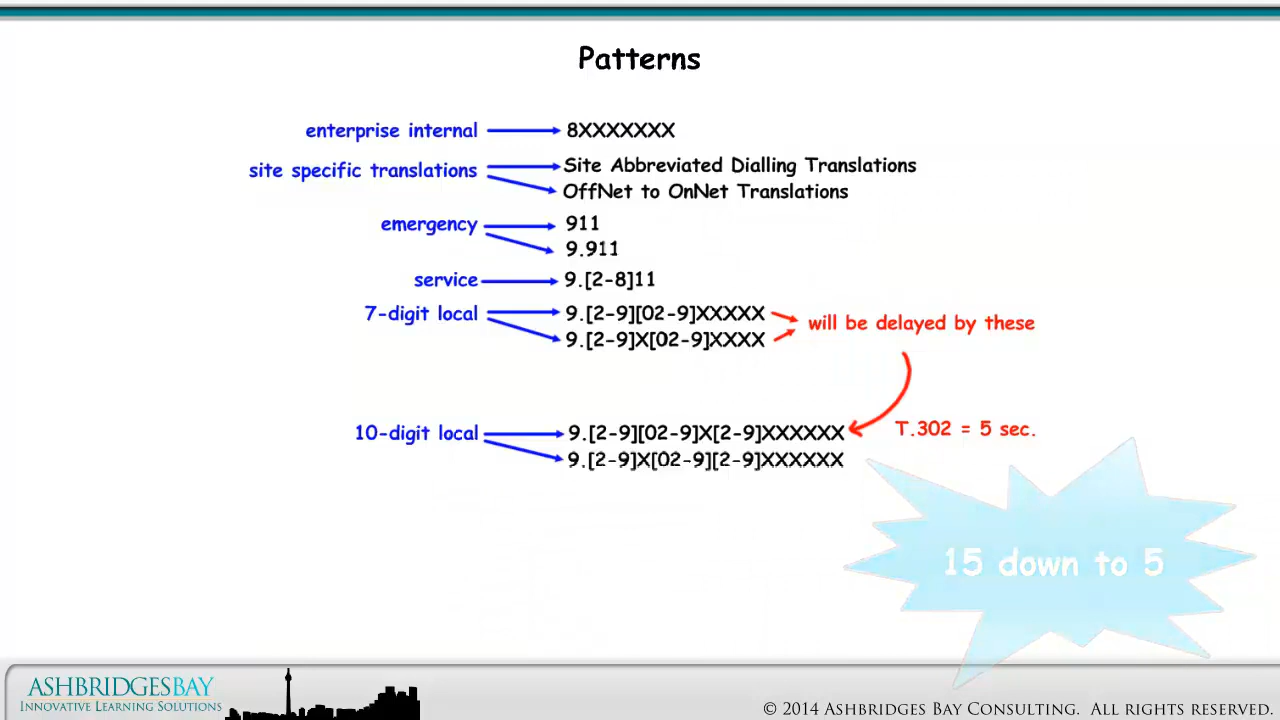 Patterns
enterprise internal 8XXXXXXX
site specific translations Site Abbreviated Dialling Translations
OffNet to OnNet Translations
emergency 911
9.911
service 9.[2-8]11
7-digit local 9.[2-9][02-9]XXXXX
9.[2-9]X[02-9]XXXX
will be delayed by these
10-digit local 9.[2-9][02-9]X[2-9]XXXXXX
9.[2-9]X[02-9][2-9]XXXXXX
T.302 = 5 sec.
15 down to 5
ASHBRIDGESBAY
INNOVATIVE LEARNING SOLUTIONS
© 2014 ASHBRIDGES BAY CONSULTING. ALL RIGHTS RESERVED.